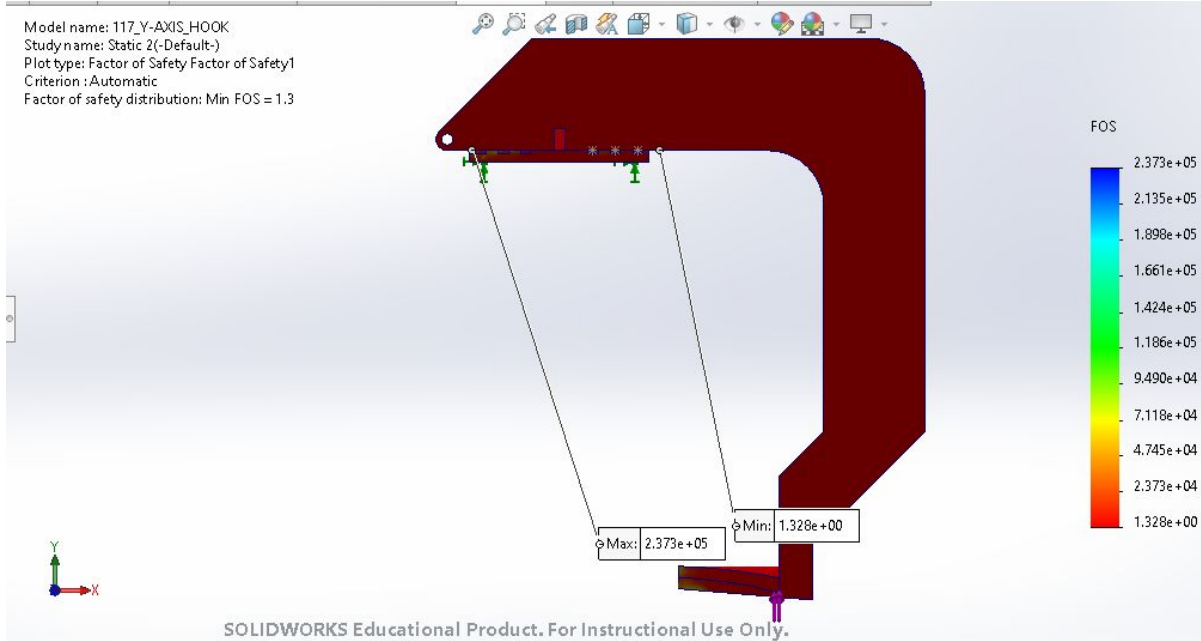 Model name: 117_Y-AXIS_HOOK
Study name: Static 2(-Default-)
Plot type: Factor of Safety Factor of Safety1
Criterion : Automatic
Factor of safety distribution: Min FOS = 1.3
FOS
2.373e+05
2.135e+05
1.898e+05
1.661e+05
1.424e+05
1.186e+05
9.490e+04
7.118e+04
4.745e+04
2.373e+04
1.328e+00
Min: 1.328e+00
Max: 2.373e+05
Y
X
SOLIDWORKS Educational Product. For Instructional Use Only.